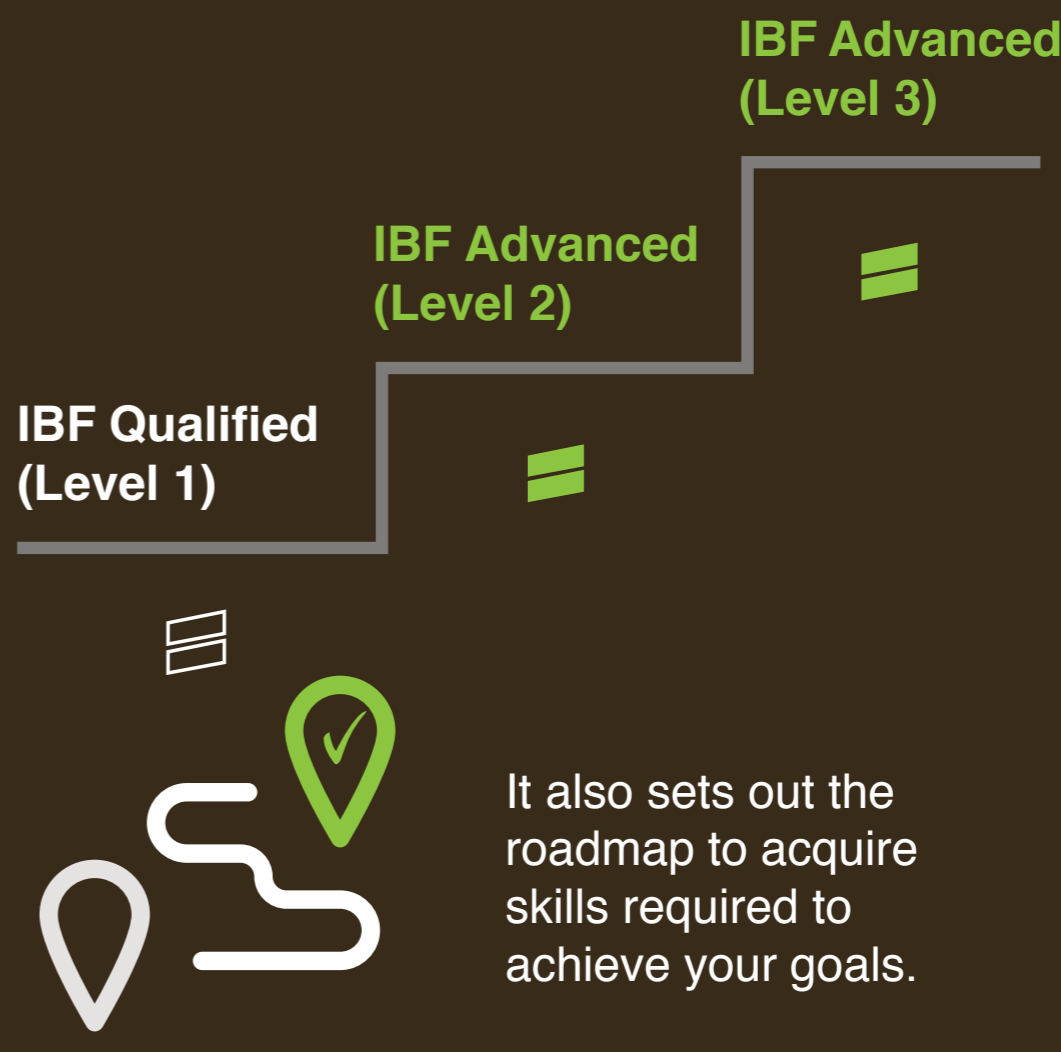 IBF Advanced
(Level 3)
IBF Advanced
(Level 2)
IBF Qualified
(Level 1)
It also sets out the
roadmap to acquire
skills required to
achieve your goals.